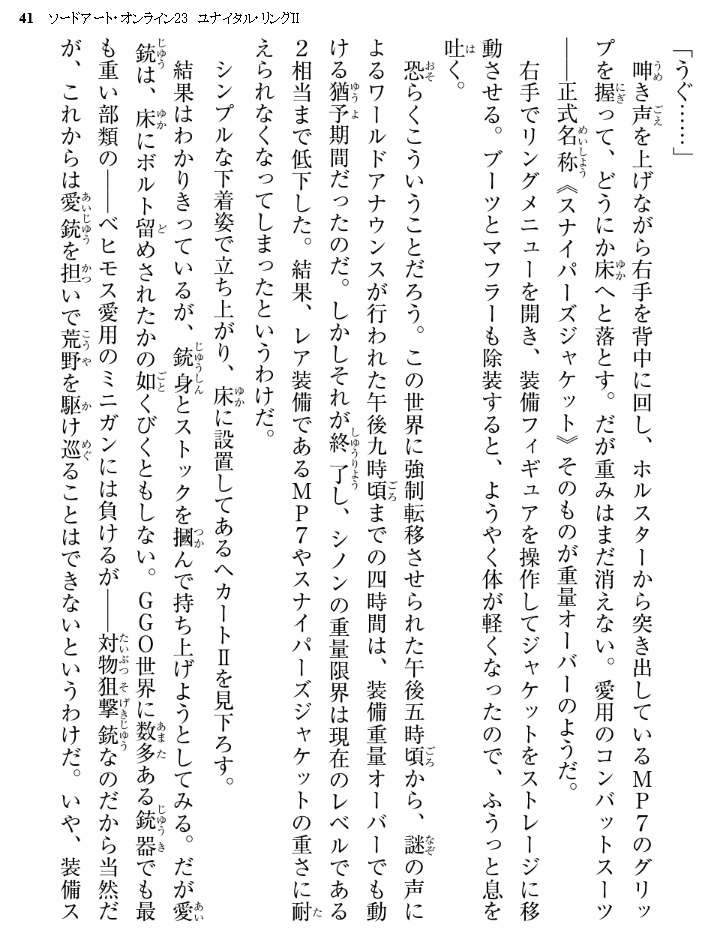 41 ソードアート・オンライン23　ユナイタル・リングⅡ
「うぐ……」
　呻き声を上げながら右手を背中に回し、ホルスターから突き出しているＭＰ７のグリッ
プを握って、どうにか床へと落とす。だが重みはまだ消えない。愛用のコンバットスーツ
――正式名称《スナイパーズジャケット》そのものが重量オーバーのようだ。
　右手でリングメニューを開き、装備フィギュアを操作してジャケットをストレージに移
動させる。ブーツとマフラーも除装すると、ようやく体が軽くなったので、ふうっと息を
吐く。
　恐らくこういうことだろう。この世界に強制転移させられた午後五時頃から、謎の声に
よるワールドアナウンスが行われた午後九時頃までの四時間は、装備重量オーバーでも動
ける猶予期間だったのだ。しかしそれが終了し、シノンの重量限界は現在のレベルである
２相当まで低下した。結果、レア装備であるＭＰ７やスナイパーズジャケットの重さに耐
えられなくなってしまったというわけだ。
　シンプルな下着姿で立ち上がり、床に設置してあるヘカートⅡを見下ろす。
　結果はわかりきっているが、銃身とストックを摑んで持ち上げようとしてみる。だが愛
銃は、床にボルト留めされたかの如くびくともしない。ＧＧＯ世界に数多ある銃器でも最
も重い部類の――ベヒモス愛用のミニガンには負けるが――対物狙撃銃なのだから当然だ
が、これからは愛銃を担いで荒野を駆け巡ることはできないというわけだ。いや、装備ス